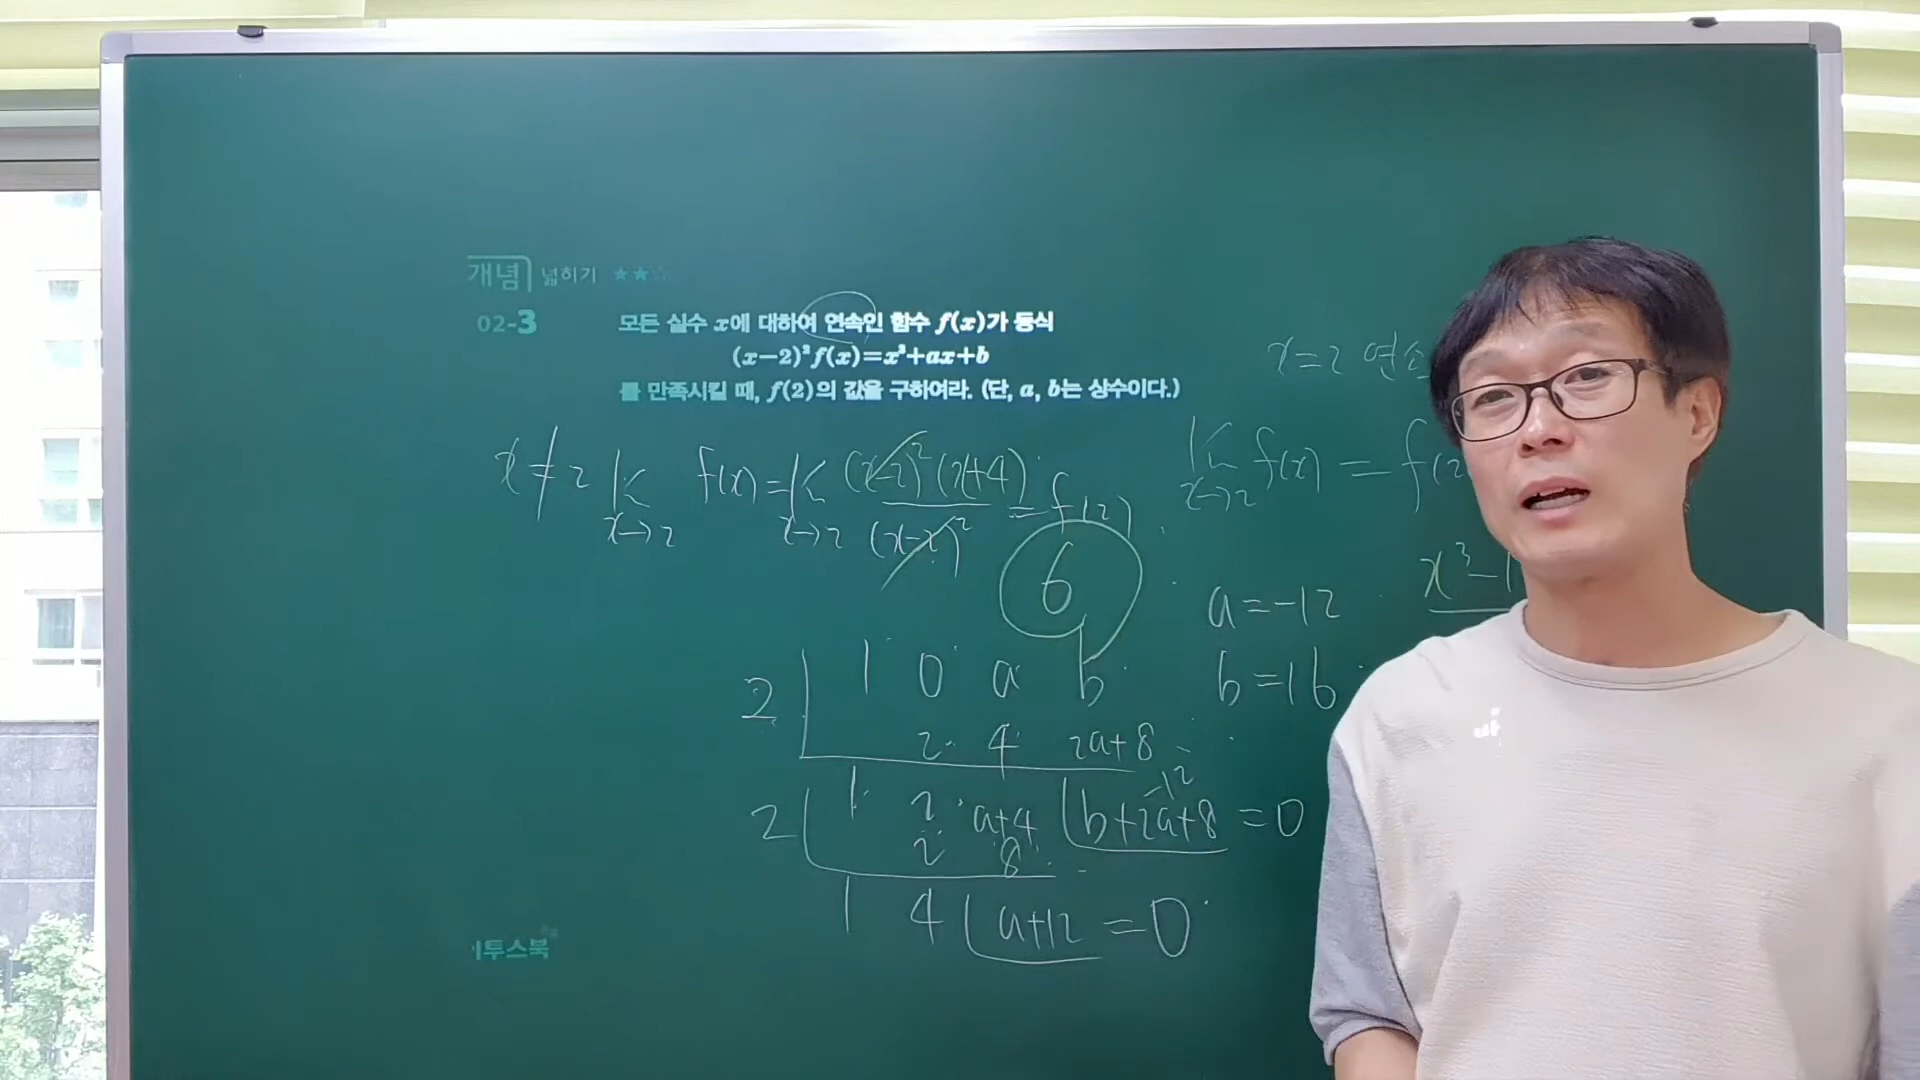 개념 넓히기 ★★☆
02-3
모든 실수 x에 대하여 연속인 함수 f(x)가 등식
(x-2)²f(x)=x³+ax+b
를 만족시킬 때, f(2)의 값을 구하여라. (단, a, b는 상수이다.)
x=2 연
x≠2 lim x→2 f(x)=lim x→2 (x-2)²(x+4) / (x-2)² = f(2)
lim x→2 f(x) = f(2
6
a=-12
x³-1
b=16
2 1 0 a b
2 4 2a+8
-12
2 1 2 a+4 b+2a+8 =0
2 8
1 4 a+12 =0
이투스북